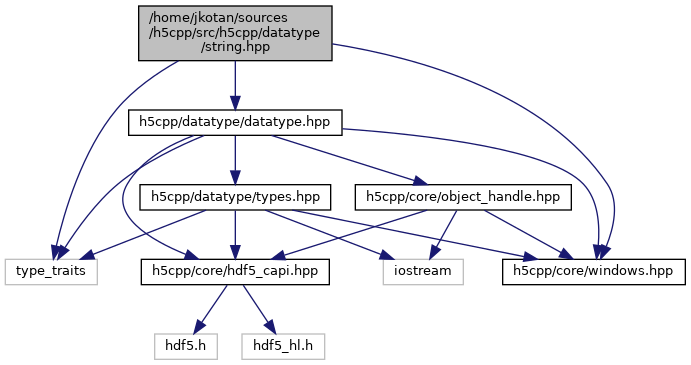 /home/jkotan/sources
/h5cpp/src/h5cpp/datatype
/string.hpp
h5cpp/datatype/datatype.hpp
h5cpp/datatype/types.hpp
h5cpp/core/object_handle.hpp
type_traits
h5cpp/core/hdf5_capi.hpp
iostream
h5cpp/core/windows.hpp
hdf5.h
hdf5_hl.h